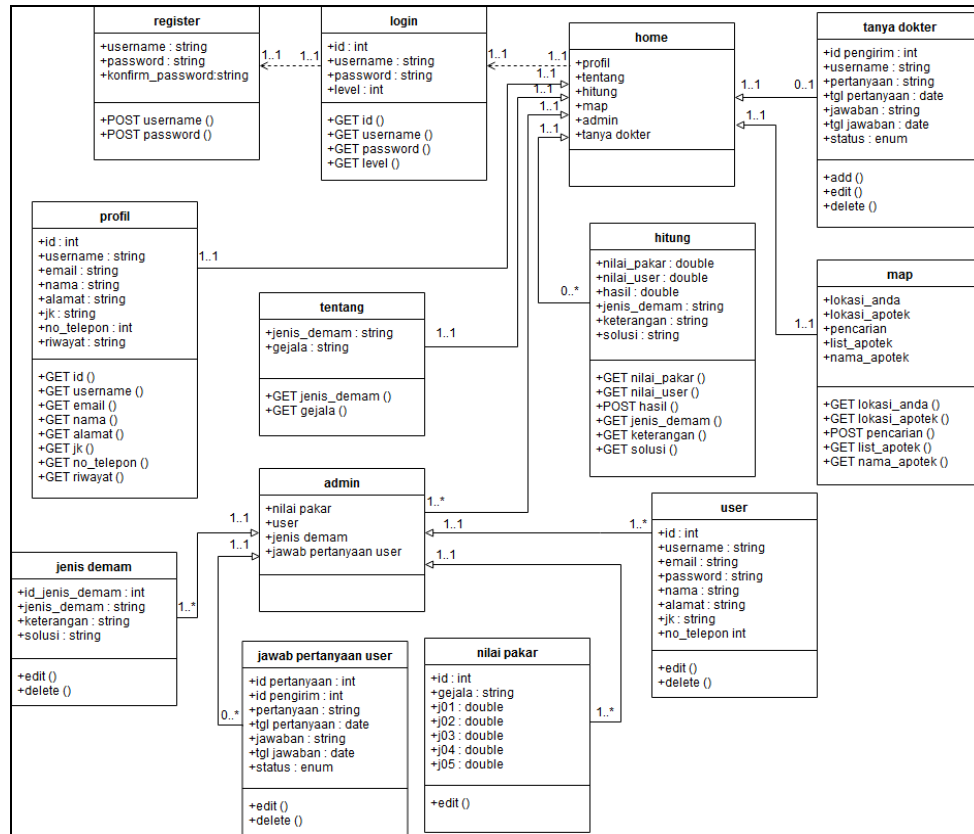 register
+username : string
+password : string
+konfirm_password:string
+POST username ()
+POST password ()
1..1
1..1
login
+id : int
+username : string
+password : string
+level : int
+GET id ()
+GET username ()
+GET password ()
+GET level ()
1..1
1..1
home
+profil
+tentang
+hitung
+map
+admin
+tanya dokter
1..1
1..1
1..1
1..1
1..1
1..1
0..1
tanya dokter
+id pengirim : int
+username : string
+pertanyaan : string
+tgl pertanyaan : date
+jawaban : string
+tgl jawaban : date
+status : enum
+add ()
+edit ()
+delete ()
profil
+id : int
+username : string
+email : string
+nama : string
+alamat : string
+jk : string
+no_telepon : int
+riwayat : string
+GET id ()
+GET username ()
+GET email ()
+GET nama ()
+GET alamat ()
+GET jk ()
+GET no_telepon ()
+GET riwayat ()
1..1
tentang
+jenis_demam : string
+gejala : string
+GET jenis_demam ()
+GET gejala ()
1..1
hitung
+nilai_pakar : double
+nilai_user : double
+hasil : double
+jenis_demam : string
+keterangan : string
+solusi : string
+GET nilai_pakar ()
+GET nilai_user ()
+POST hasil ()
+GET jenis_demam ()
+GET keterangan ()
+GET solusi ()
0..*
map
+lokasi_anda
+lokasi_apotek
+pencarian
+list_apotek
+nama_apotek
+GET lokasi_anda ()
+GET lokasi_apotek ()
+POST pencarian ()
+GET list_apotek ()
+GET nama_apotek ()
1..1
admin
+nilai pakar
+user
+jenis demam
+jawab pertanyaan user
1..*
1..1
1..1
1..1
1..1
user
+id : int
+username : string
+email : string
+password : string
+nama : string
+alamat : string
+jk : string
+no_telepon int
+edit ()
+delete ()
1..*
jenis demam
+id_jenis_demam : int
+jenis_demam : string
+keterangan : string
+solusi : string
+edit ()
+delete ()
1..*
jawab pertanyaan user
+id pertanyaan : int
+id pengirim : int
+pertanyaan : string
+tgl pertanyaan : date
+jawaban : string
+tgl jawaban : date
+status : enum
+edit ()
+delete ()
0..*
nilai pakar
+id : int
+gejala : string
+j01 : double
+j02 : double
+j03 : double
+j04 : double
+j05 : double
+edit ()
1..*